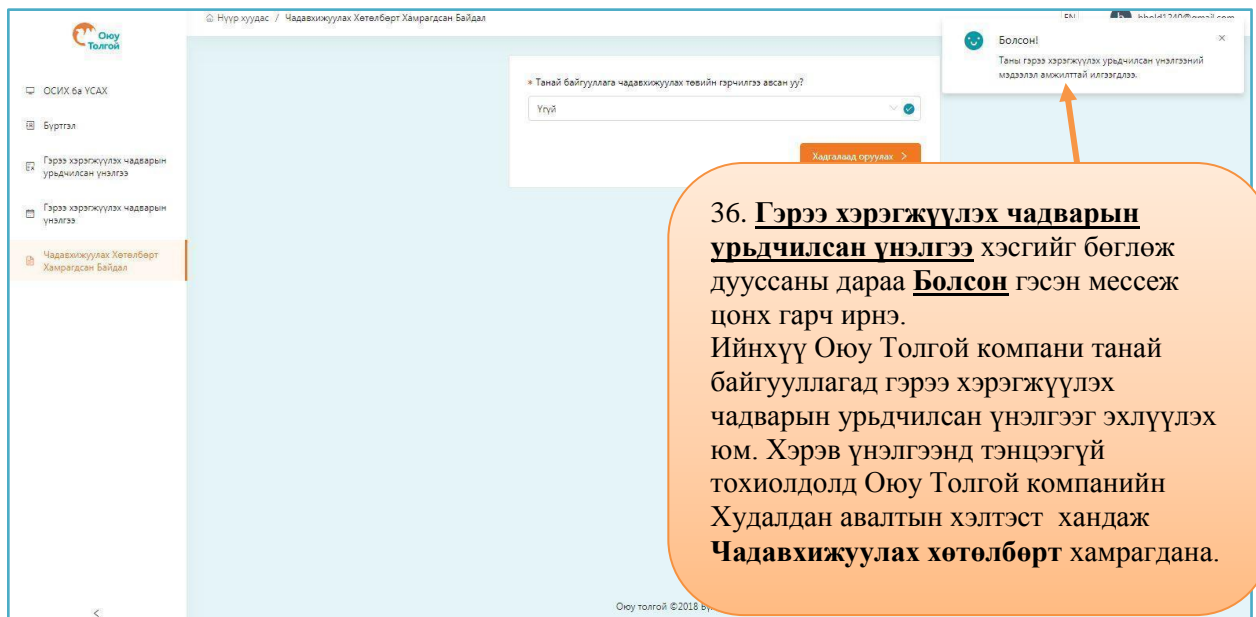 Оюу
Толгой
Нүүр хуудас / Чадавхижуулах Хөтөлбөрт Хамрагдсан Байдал
EN
Болсон!
Таны гэрээ хэрэгжүүлэх урьдчилсан үнэлгээний
мэдээлэл амжилттай илгээгдлээ.
ОСИХ ба ҮСАХ
Бүртгэл
Гэрээ хэрэгжүүлэх чадварын
урьдчилсан үнэлгээ
Гэрээ хэрэгжүүлэх чадварын
үнэлгээ
Чадавхижуулах Хөтөлбөрт
Хамрагдсан Байдал
* Танай байгууллага чадавхижуулах төвийн гэрчилгээ авсан уу?
Үгүй
Хадгалаад оруулах >
36. Гэрээ хэрэгжүүлэх чадварын
урьдчилсан үнэлгээ хэсгийг бөглөж
дууссаны дараа Болсон гэсэн мессеж
цонх гарч ирнэ.
Ийнхүү Оюу Толгой компани танай
байгууллагад гэрээ хэрэгжүүлэх
чадварын урьдчилсан үнэлгээг эхлүүлэх
юм. Хэрэв үнэлгээнд тэнцээгүй
тохиолдолд Оюу Толгой компанийн
Худалдан авалтын хэлтэст хандаж
Чадавхижуулах хөтөлбөрт хамрагдана.
Оюу толгой ©2018